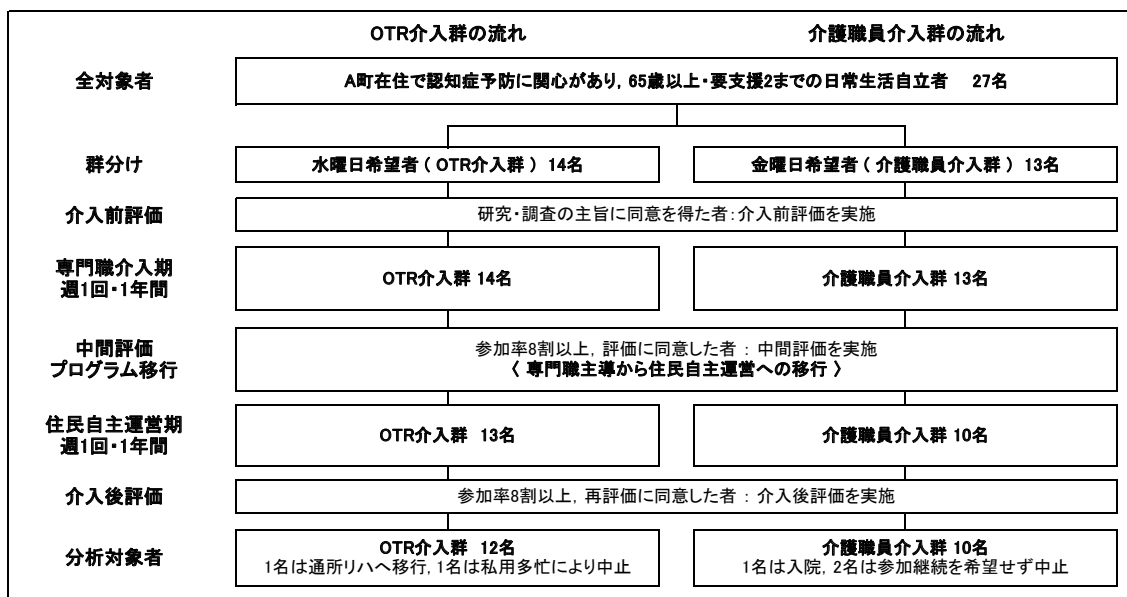 OTR介入群の流れ
介護職員介入群の流れ
全対象者
A町在住で認知症予防に関心があり, 65歳以上・要支援2までの日常生活自立者 27名
群分け
水曜日希望者 ( OTR介入群 ) 14名
金曜日希望者 ( 介護職員介入群 ) 13名
介入前評価
研究・調査の主旨に同意を得た者：介入前評価を実施
専門職介入期
週1回・1年間
OTR介入群 14名
介護職員介入群 13名
中間評価
プログラム移行
参加率8割以上, 評価に同意した者 ： 中間評価を実施
〈 専門職主導から住民自主運営への移行 〉
住民自主運営期
週1回・1年間
OTR介入群 13名
介護職員介入群 10名
介入後評価
参加率8割以上, 再評価に同意した者 ： 介入後評価を実施
分析対象者
OTR介入群 12名
1名は通所リハへ移行, 1名は私用多忙により中止
介護職員介入群 10名
1名は入院, 2名は参加継続を希望せず中止